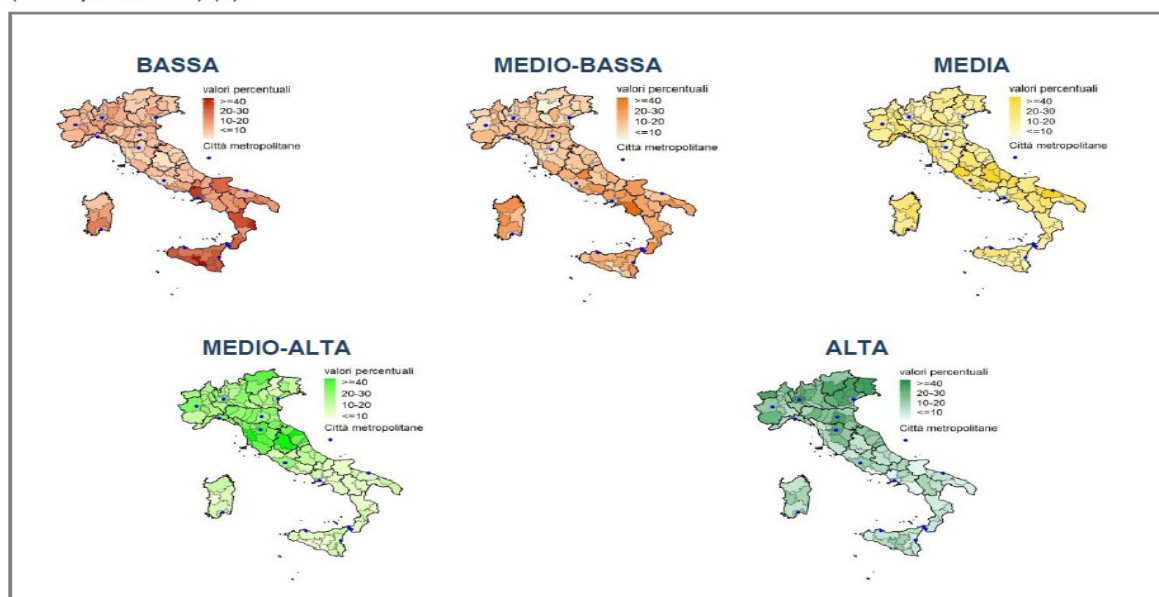 BASSA
valori percentuali
>=40
20-30
10-20
<=10
Città metropolitane
MEDIO-BASSA
valori percentuali
>=40
20-30
10-20
<=10
Città metropolitane
MEDIA
valori percentuali
>=40
20-30
10-20
<=10
Città metropolitane
MEDIO-ALTA
valori percentuali
>=40
20-30
10-20
<=10
Città metropolitane
ALTA
valori percentuali
>=40
20-30
10-20
<=10
Città metropolitane